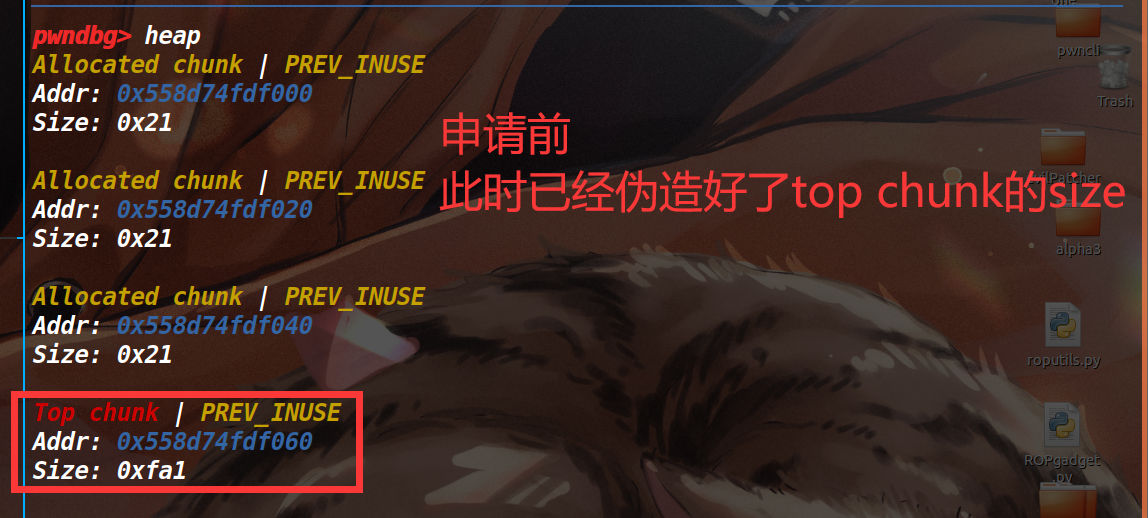 pwndbg> heap
Allocated chunk | PREV_INUSE
Addr: 0x558d74fdf000
Size: 0x21
Allocated chunk | PREV_INUSE
Addr: 0x558d74fdf020
Size: 0x21
Allocated chunk | PREV_INUSE
Addr: 0x558d74fdf040
Size: 0x21
Top chunk | PREV_INUSE
Addr: 0x558d74fdf060
Size: 0xfa1
申请前
此时已经伪造好了top chunk的size
pwncli
Trash
alpha3
roputils.py
ROPgadget
.py